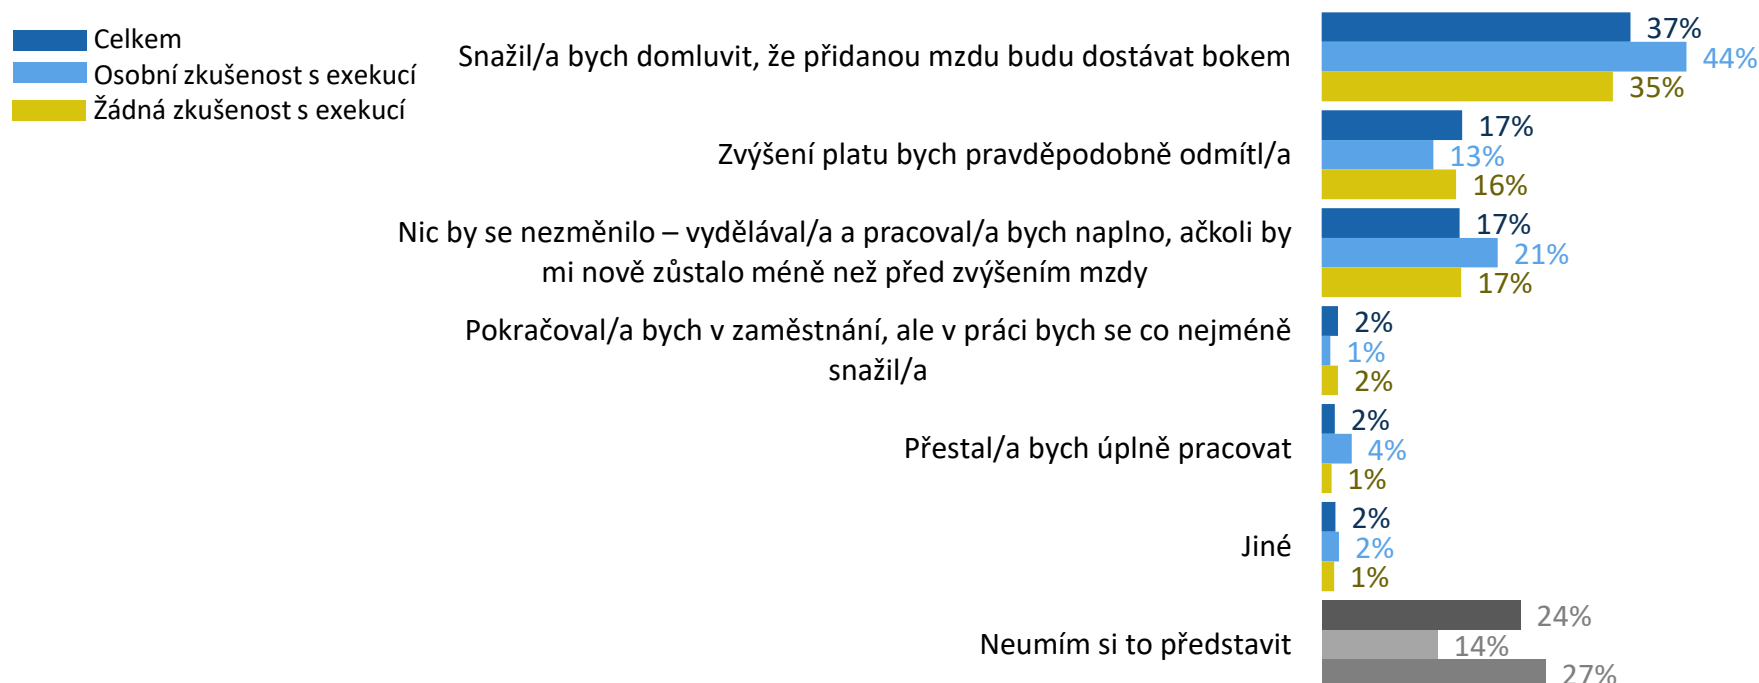 Celkem
Osobní zkušenost s exekucí
Žádná zkušenost s exekucí
Snažil/a bych domluvit, že přidanou mzdu budu dostávat bokem
37%
44%
35%
Zvýšení platu bych pravděpodobně odmítl/a
17%
13%
16%
Nic by se nezměnilo – vydělával/a a pracoval/a bych naplno, ačkoli by
mi nově zůstalo méně než před zvýšením mzdy
17%
21%
17%
Pokračoval/a bych v zaměstnání, ale v práci bych se co nejméně
snažil/a
2%
1%
2%
Přestal/a bych úplně pracovat
2%
4%
1%
Jiné
2%
2%
1%
Neumím si to představit
24%
14%
27%